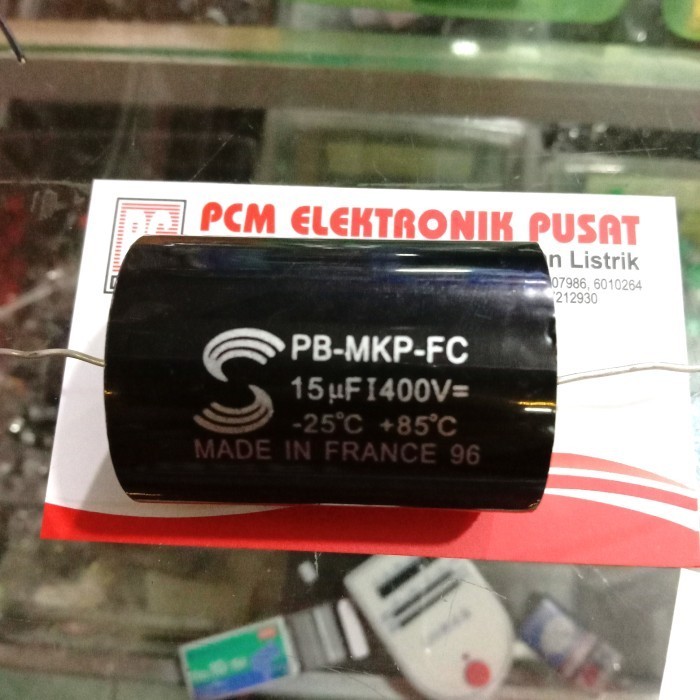 PCM ELEKTRONIK PUSAT
n Listrik
07986, 6010264
212930
PB-MKP-FC
15µFI400V=
-25°C +85°C
MADE IN FRANCE 96